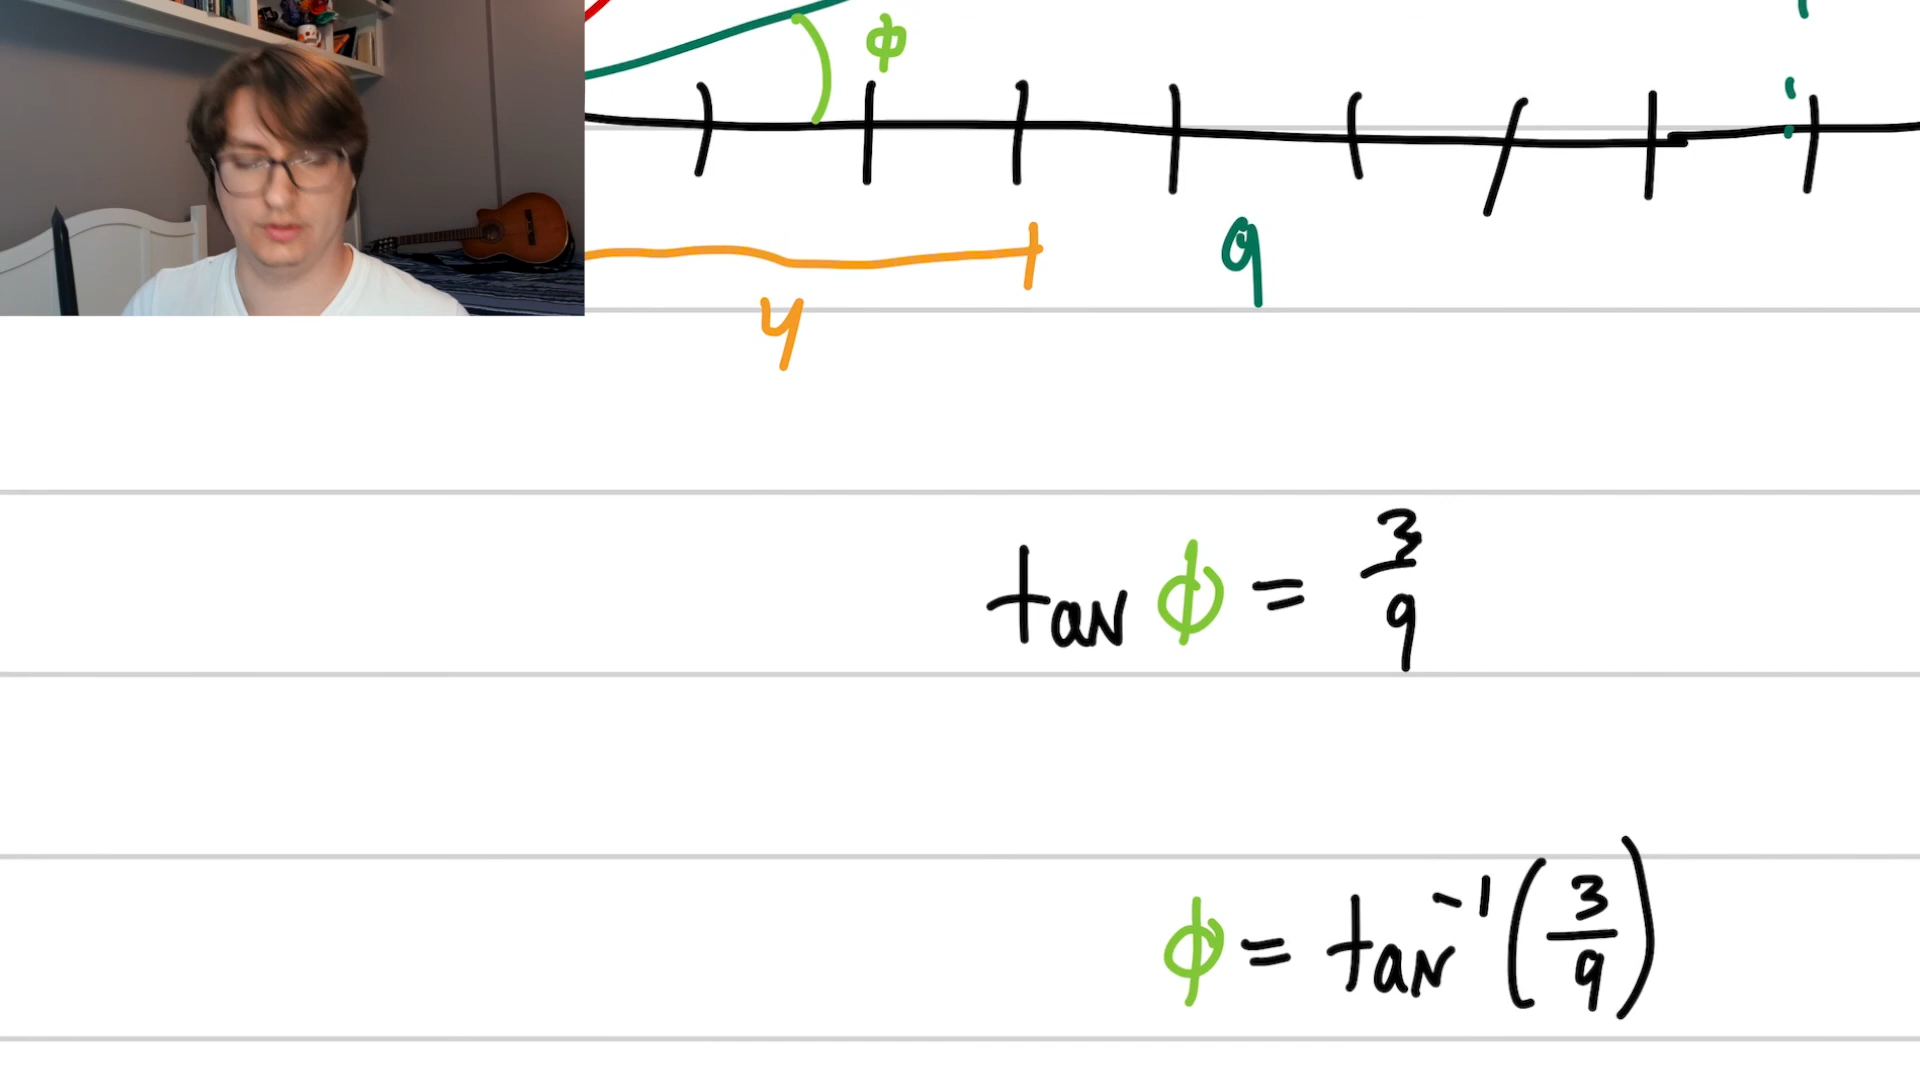 ϕ
9
4
tan ϕ = 3/9
ϕ = tan⁻¹(3/9)